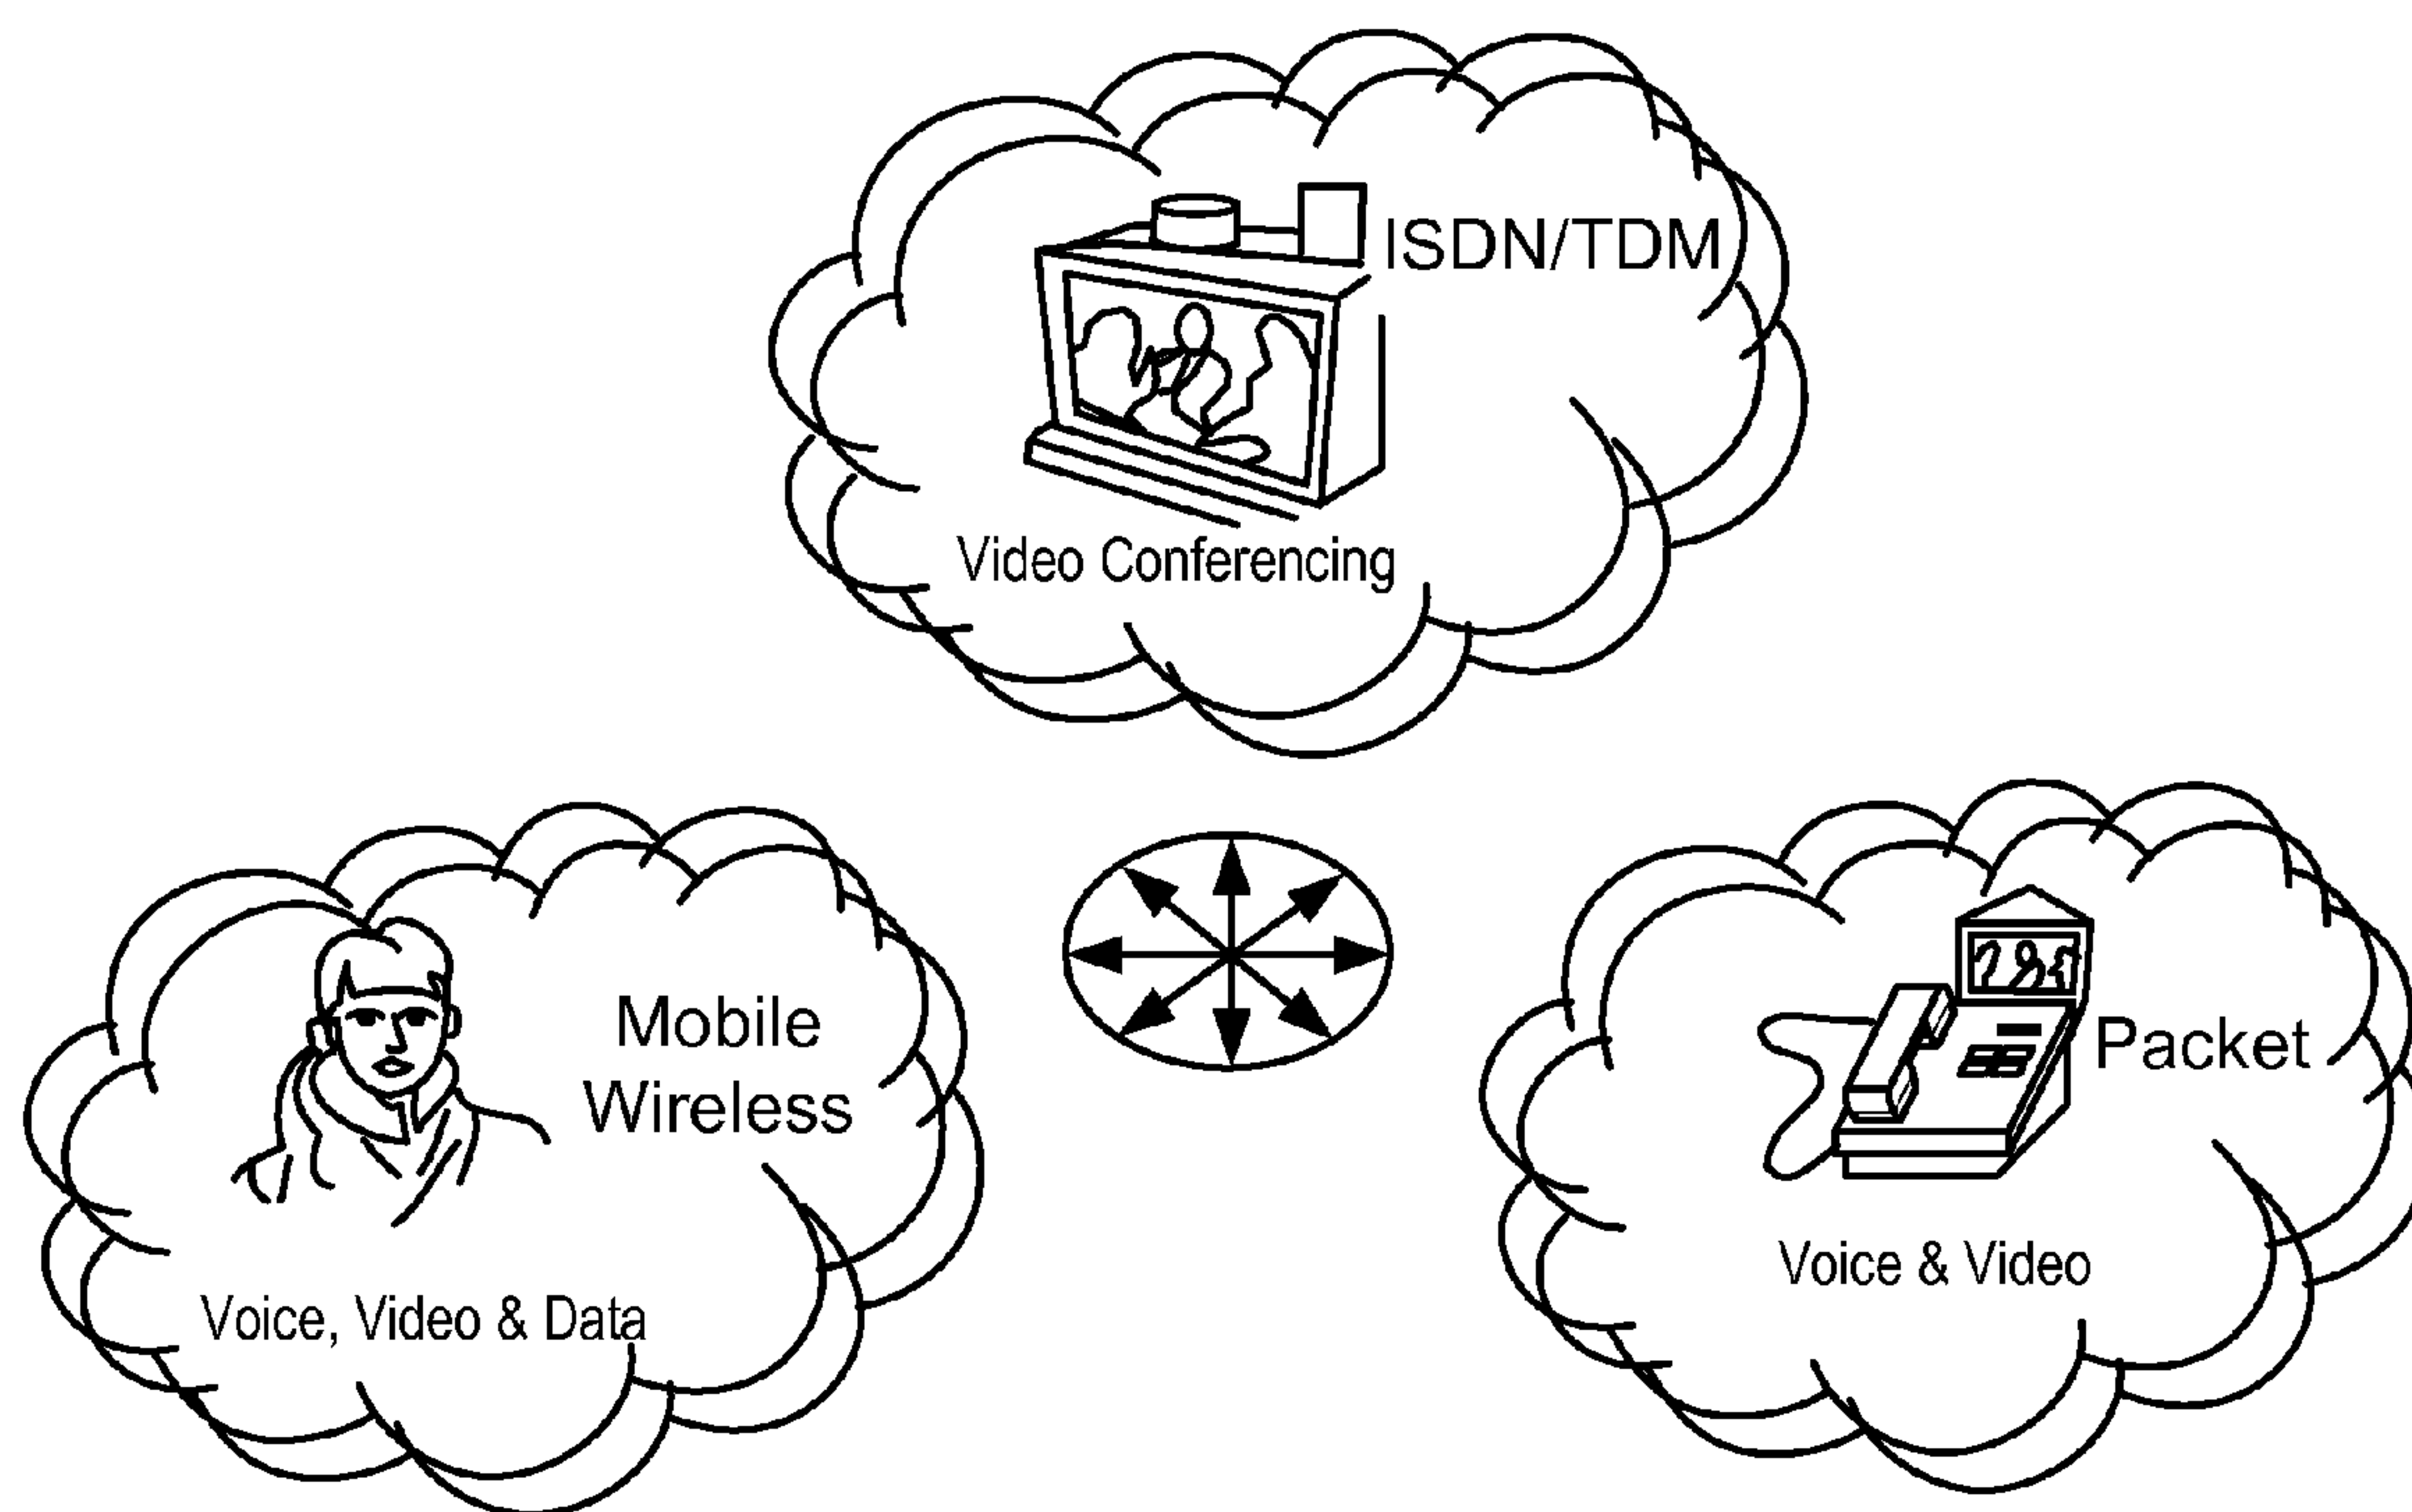 ISDN/TDM
Video Conferencing
Mobile
Wireless
Voice, Video & Data
Packet
Voice & Video